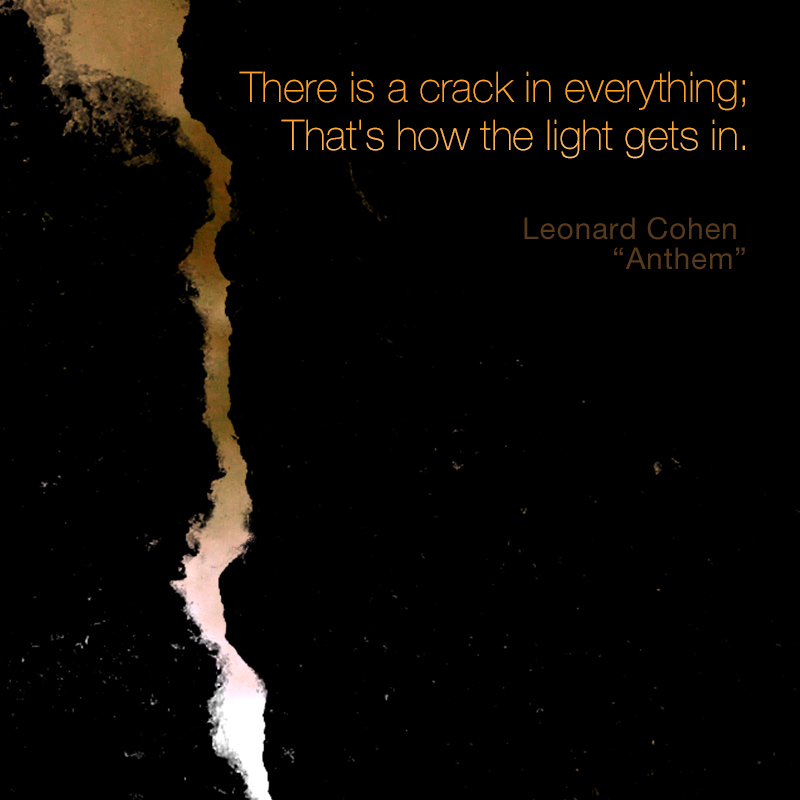 There is a crack in everything;
That's how the light gets in.
Leonard Cohen
“Anthem”